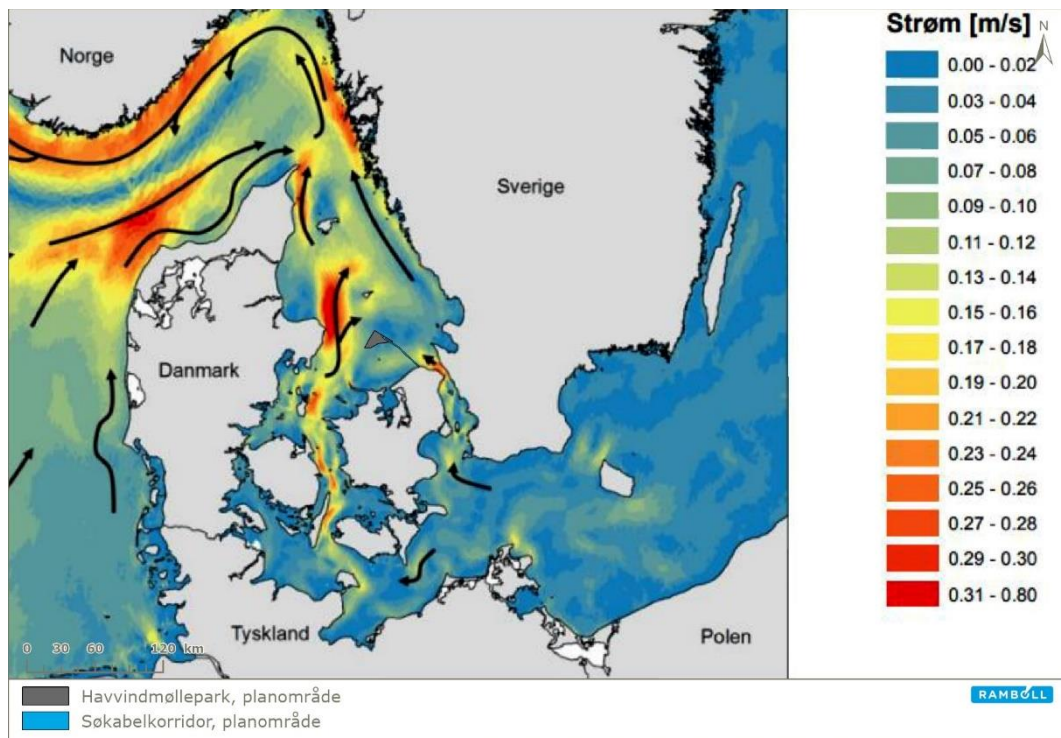 Norge
Sverige
Danmark
Tyskland
Polen
0 30 60 120 km
Strøm [m/s]
N
0.00 - 0.02
0.03 - 0.04
0.05 - 0.06
0.07 - 0.08
0.09 - 0.10
0.11 - 0.12
0.13 - 0.14
0.15 - 0.16
0.17 - 0.18
0.19 - 0.20
0.21 - 0.22
0.23 - 0.24
0.25 - 0.26
0.27 - 0.28
0.29 - 0.30
0.31 - 0.80
Havvindmøllepark, planområde
Søkabelkorridor, planområde
RAMBOLL